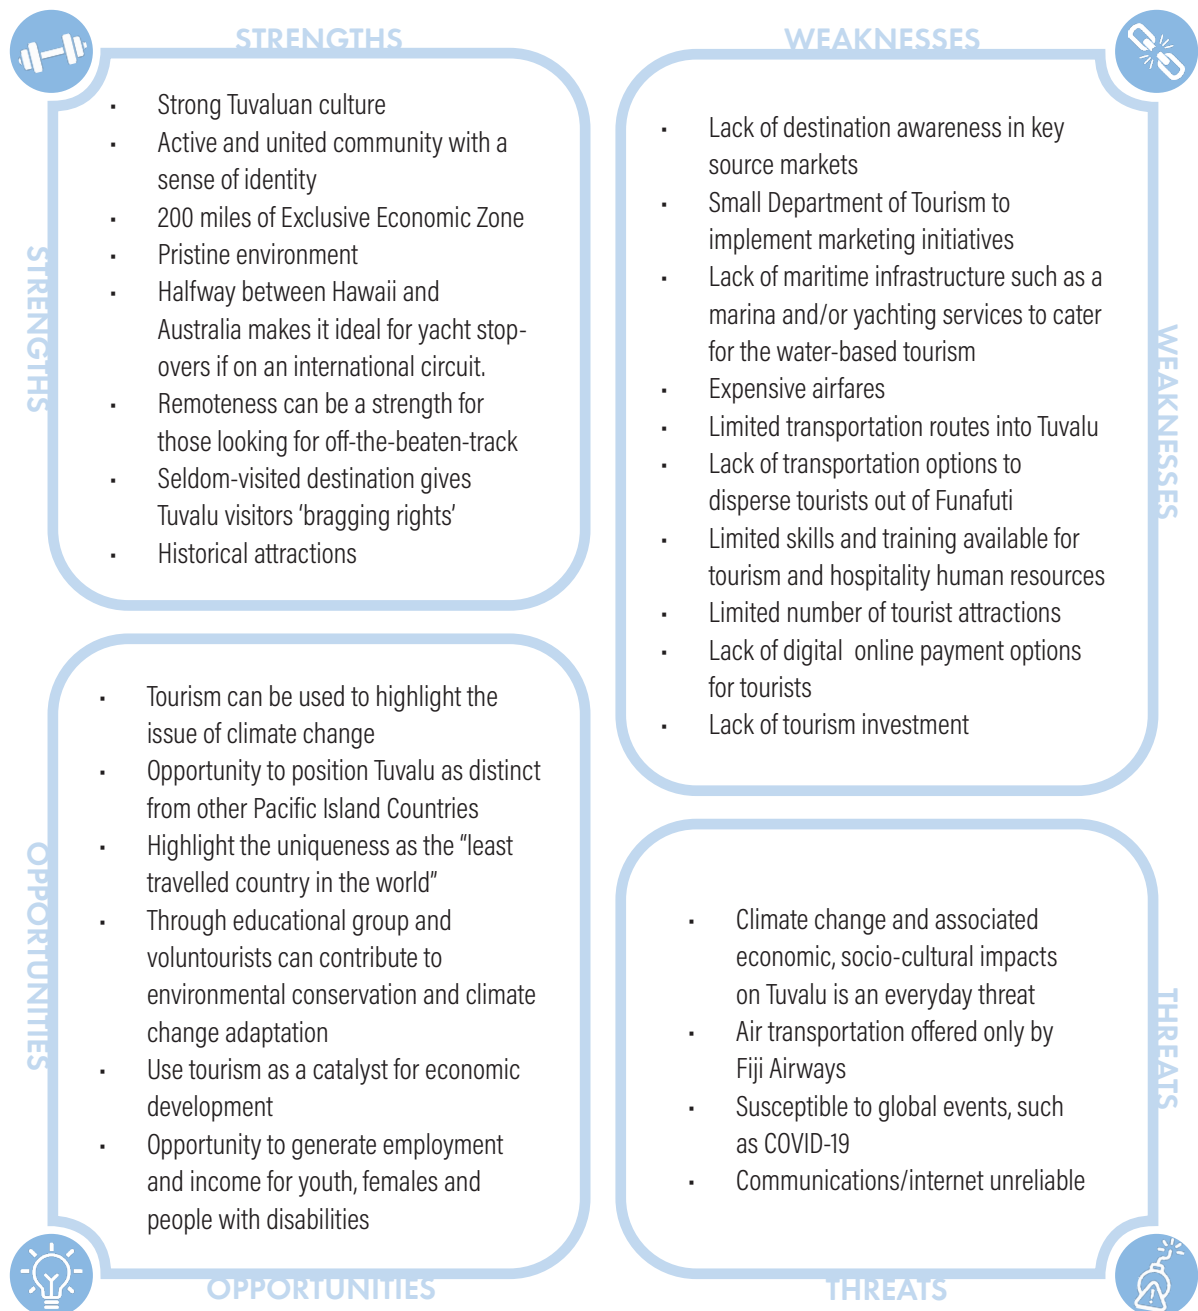 STRENGTHS
STRENGTHS
• Strong Tuvaluan culture
• Active and united community with a
sense of identity
• 200 miles of Exclusive Economic Zone
• Pristine environment
• Halfway between Hawaii and
Australia makes it ideal for yacht stop-
overs if on an international circuit.
• Remoteness can be a strength for
those looking for off-the-beaten-track
• Seldom-visited destination gives
Tuvalu visitors ‘bragging rights’
• Historical attractions
WEAKNESSES
WEAKNESSES
• Lack of destination awareness in key
source markets
• Small Department of Tourism to
implement marketing initiatives
• Lack of maritime infrastructure such as a
marina and/or yachting services to cater
for the water-based tourism
• Expensive airfares
• Limited transportation routes into Tuvalu
• Lack of transportation options to
disperse tourists out of Funafuti
• Limited skills and training available for
tourism and hospitality human resources
• Limited number of tourist attractions
• Lack of digital  online payment options
for tourists
• Lack of tourism investment
OPPORTUNITIES
• Tourism can be used to highlight the
issue of climate change
• Opportunity to position Tuvalu as distinct
from other Pacific Island Countries
• Highlight the uniqueness as the “least
travelled country in the world”
• Through educational group and
voluntourists can contribute to
environmental conservation and climate
change adaptation
• Use tourism as a catalyst for economic
development
• Opportunity to generate employment
and income for youth, females and
people with disabilities
OPPORTUNITIES
THREATS
• Climate change and associated
economic, socio-cultural impacts
on Tuvalu is an everyday threat
• Air transportation offered only by
Fiji Airways
• Susceptible to global events, such
as COVID-19
• Communications/internet unreliable
THREATS